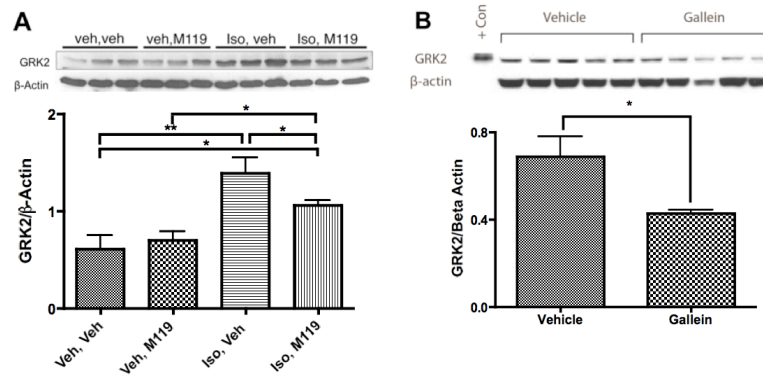 A
veh,veh veh,M119 Iso, veh Iso, M119
GRK2
β-Actin
2
1
0
GRK2/β-Actin
*
**
*
*
Veh, Veh
Veh, M119
Iso, Veh
Iso, M119
B
+ Con
Vehicle
Gallein
GRK2
β-actin
*
0.8
0.4
0.0
GRK2/Beta Actin
Vehicle
Gallein